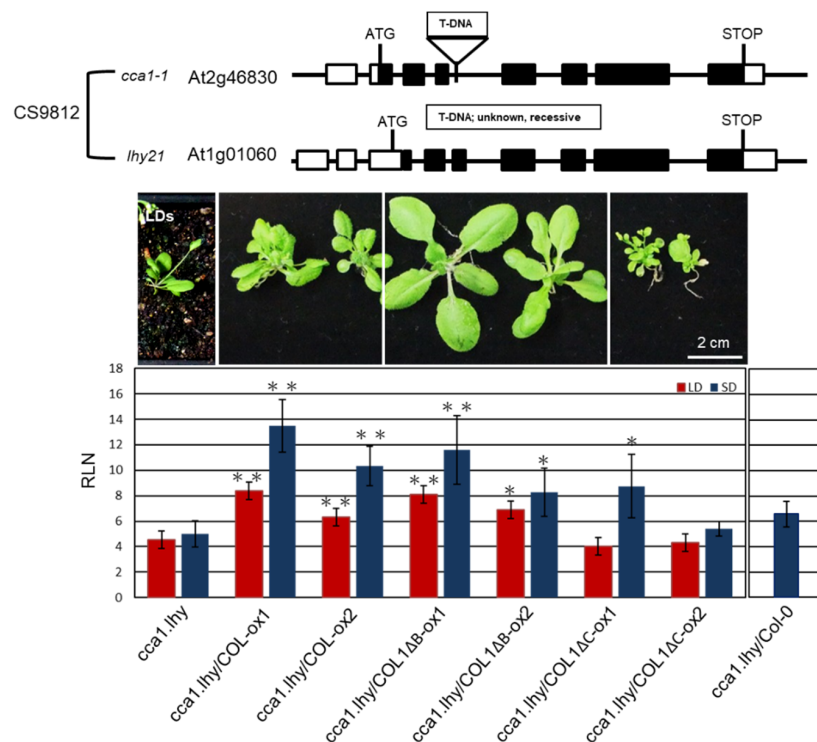 T-DNA
ATG
STOP
cca1-1 At2g46830
CS9812
T-DNA; unknown, recessive
ATG
STOP
lhy21 At1g01060
LDs
2 cm
18
16
14
12
10
8
6
4
2
0
RLN
LD SD
** ** ** ** ** ** * * *
cca1.lhy
cca1.lhy/COL-ox1
cca1.lhy/COL-ox2
cca1.lhy/COL1ΔB-ox1
cca1.lhy/COL1ΔB-ox2
cca1.lhy/COL1ΔC-ox1
cca1.lhy/COL1ΔC-ox2
cca1.lhy/Col-0